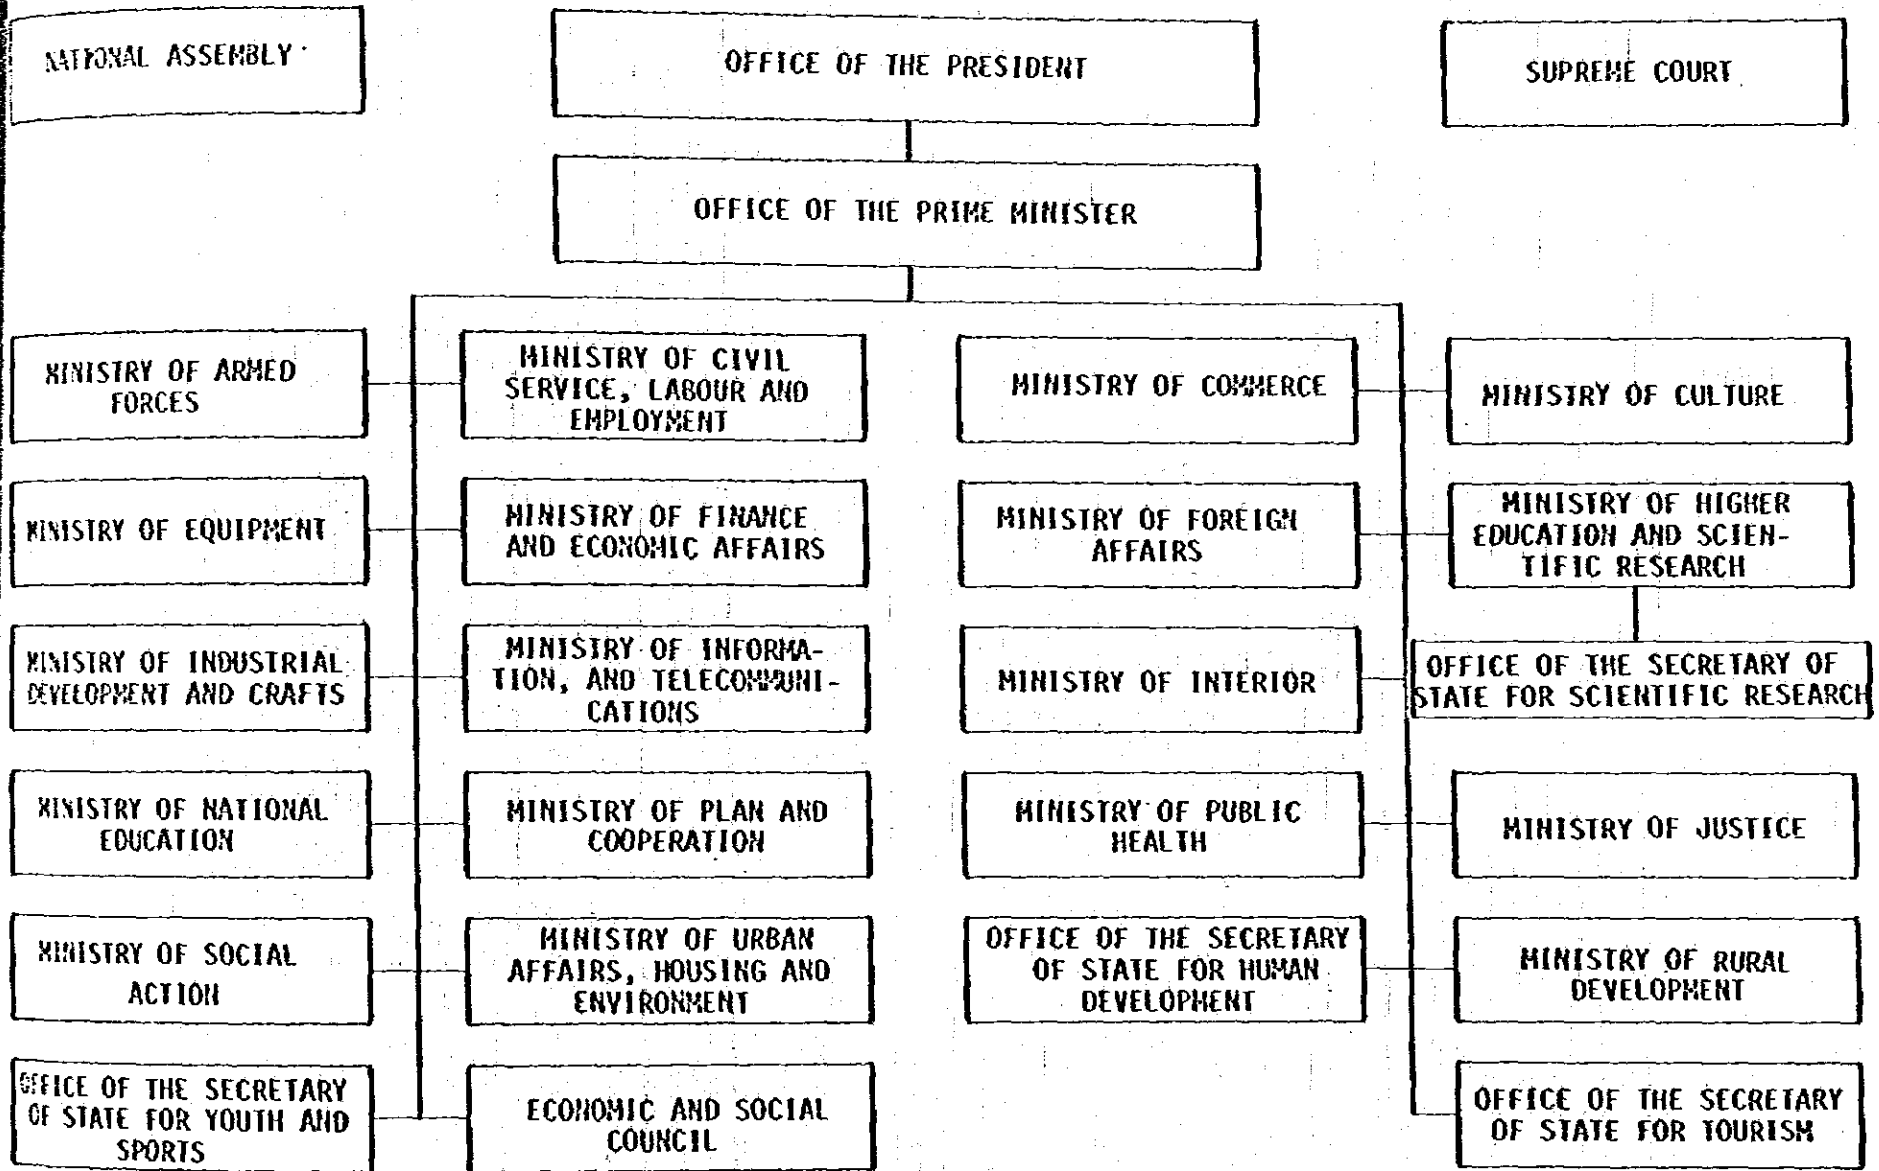 NATIONAL ASSEMBLY
OFFICE OF THE PRESIDENT
SUPREME COURT
OFFICE OF THE PRIME MINISTER
MINISTRY OF ARMED
FORCES
MINISTRY OF CIVIL
SERVICE, LABOUR AND
EMPLOYMENT
MINISTRY OF COMMERCE
MINISTRY OF CULTURE
MINISTRY OF EQUIPMENT
MINISTRY OF FINANCE
AND ECONOMIC AFFAIRS
MINISTRY OF FOREIGN
AFFAIRS
MINISTRY OF HIGHER
EDUCATION AND SCIEN-
TIFIC RESEARCH
MINISTRY OF INDUSTRIAL
DEVELOPMENT AND CRAFTS
MINISTRY OF INFORMA-
TION, AND TELECOMMUNI-
CATIONS
MINISTRY OF INTERIOR
OFFICE OF THE SECRETARY OF
STATE FOR SCIENTIFIC RESEARCH
MINISTRY OF NATIONAL
EDUCATION
MINISTRY OF PLAN AND
COOPERATION
MINISTRY OF PUBLIC
HEALTH
MINISTRY OF JUSTICE
MINISTRY OF SOCIAL
ACTION
MINISTRY OF URBAN
AFFAIRS, HOUSING AND
ENVIRONMENT
OFFICE OF THE SECRETARY
OF STATE FOR HUMAN
DEVELOPMENT
MINISTRY OF RURAL
DEVELOPMENT
OFFICE OF THE SECRETARY
OF STATE FOR YOUTH AND
SPORTS
ECONOMIC AND SOCIAL
COUNCIL
OFFICE OF THE SECRETARY
OF STATE FOR TOURISM